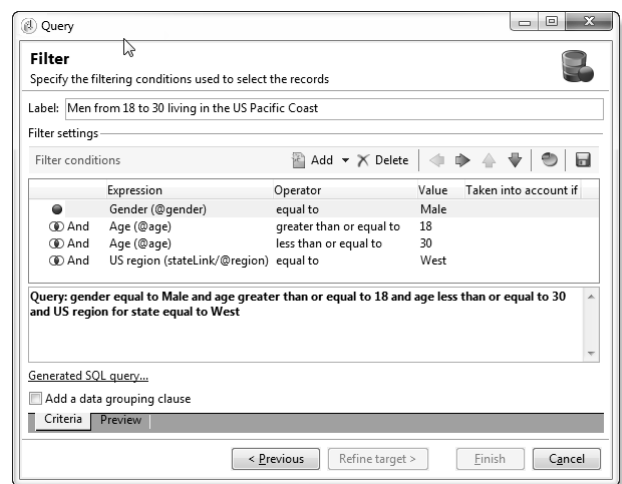 Query
Filter
Specify the filtering conditions used to select the records
Label: Men from 18 to 30 living in the US Pacific Coast
Filter settings
Filter conditions Add Delete
Expression Operator Value Taken into account if
Gender (@gender) equal to Male
And Age (@age) greater than or equal to 18
And Age (@age) less than or equal to 30
And US region (stateLink/@region) equal to West
Query: gender equal to Male and age greater than or equal to 18 and age less than or equal to 30
and US region for state equal to West
Generated SQL query...
Add a data grouping clause
Criteria Preview
< Previous Refine target > Finish Cancel